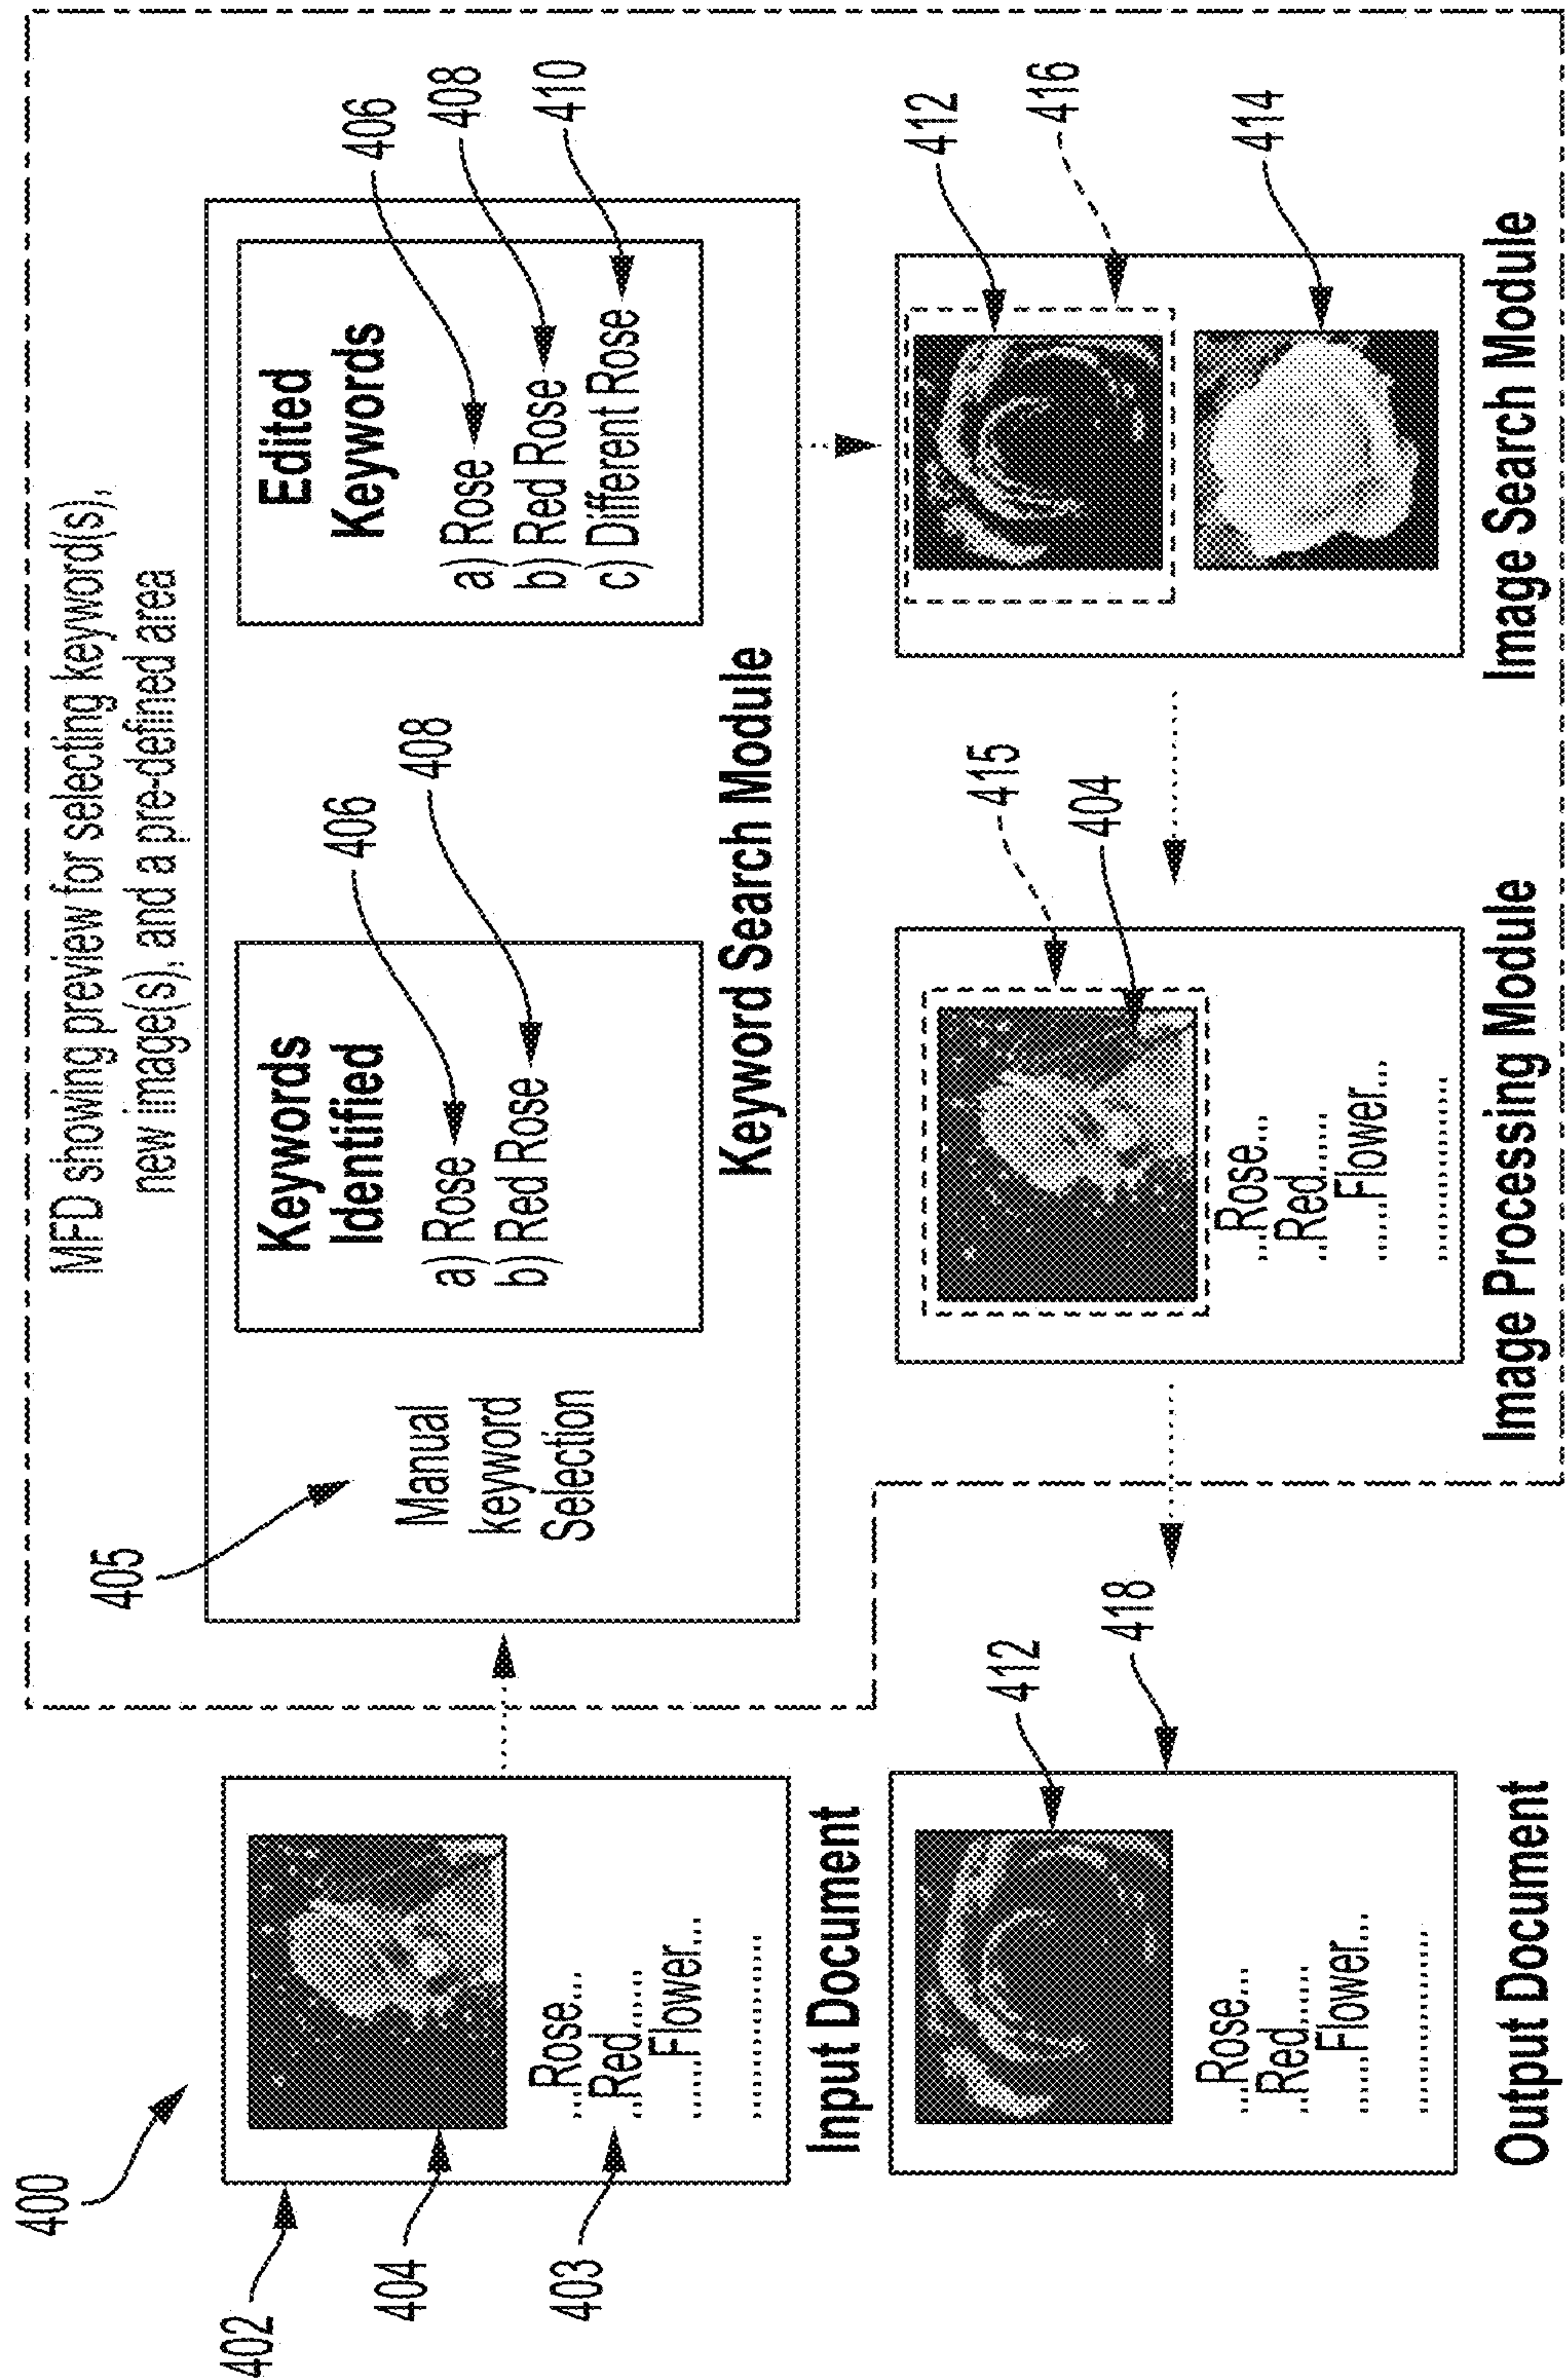 400
402
404
403
...Rose...
...Red......
......Flower...
..................
Input Document
MFD showing preview for selecting keyword(s),
new image(s), and a pre-defined area
405
Manual
keyword
Selection
Keywords
Identified
a) Rose
b) Red Rose
406
408
Edited
Keywords
a) Rose
b) Red Rose
c) Different Rose
406
408
410
Keyword Search Module
412
416
414
Image Search Module
415
404
...Rose...
...Red......
......Flower...
..................
Image Processing Module
412
418
...Rose...
...Red......
......Flower...
..................
Output Document